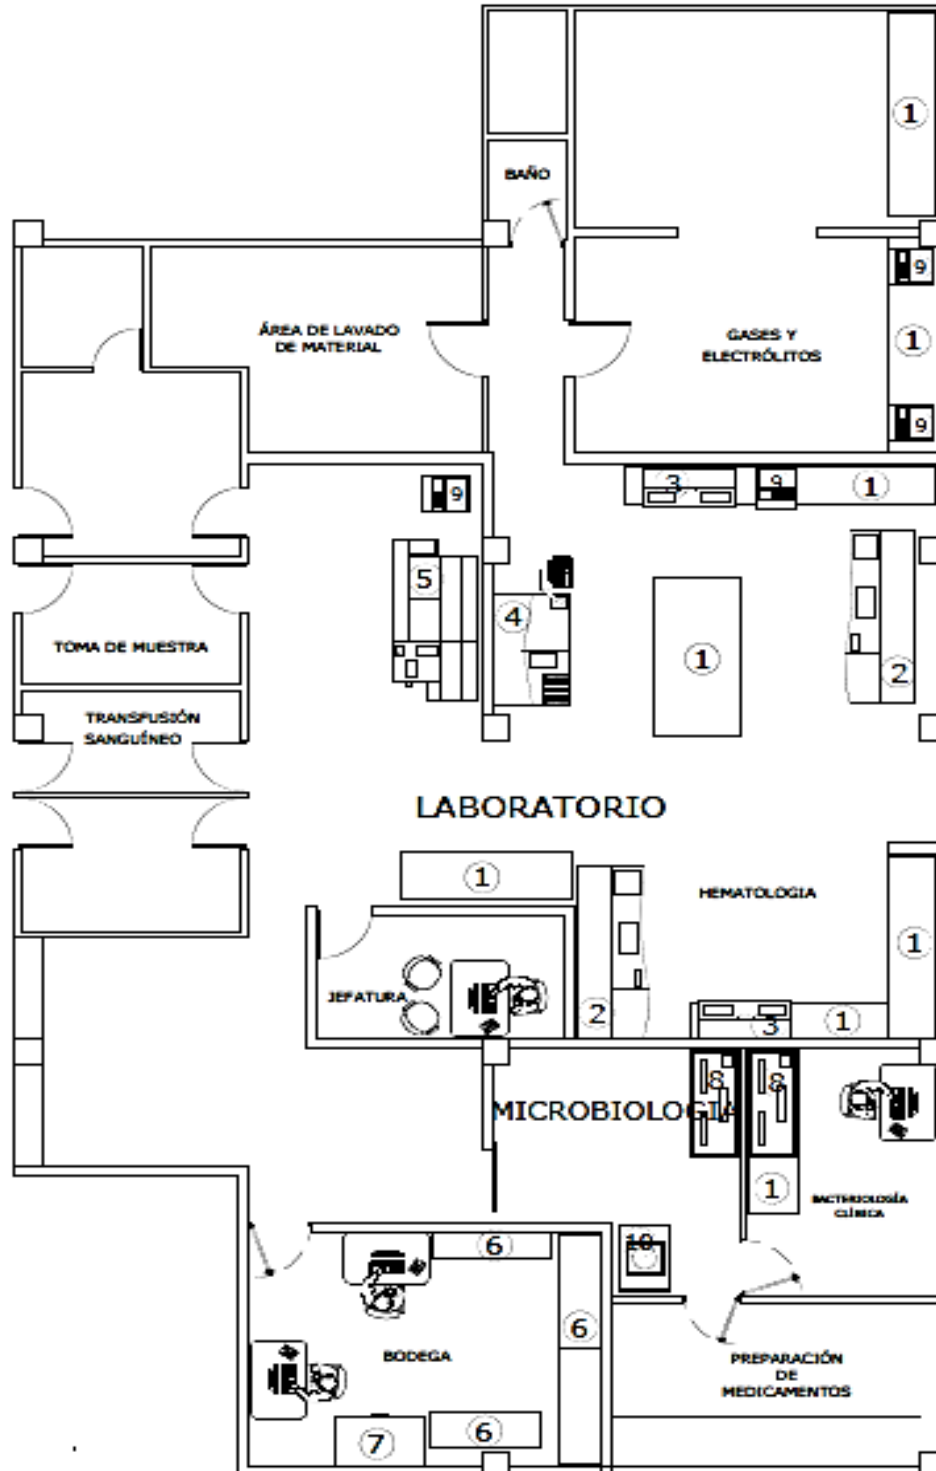 1
BAÑO
9
ÁREA DE LAVADO
DE MATERIAL
GASES Y
ELECTRÓLITOS
1
9
3
9
1
9
5
4
TOMA DE MUESTRA
1
2
TRANSFUSIÓN
SANGUÍNEO
LABORATORIO
1
HEMATOLOGIA
1
JEFATURA
2
3
1
MICROBIOLOGIA
8
8
1
BACTERIOLOGÍA
CLÍNICA
6
10
6
BODEGA
PREPARACIÓN
DE
MEDICAMENTOS
6
7